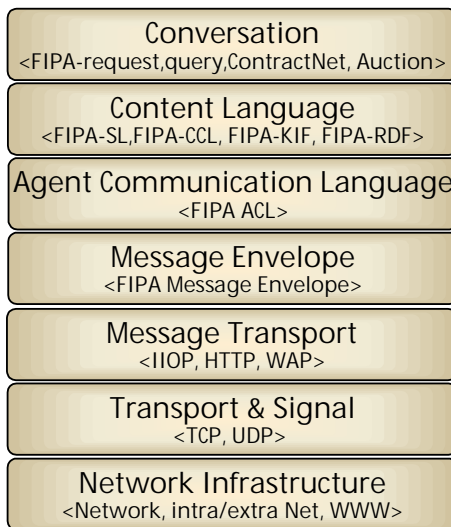 Conversation
<FIPA-request,query,ContractNet, Auction>
Content Language
<FIPA-SL,FIPA-CCL, FIPA-KIF, FIPA-RDF>
Agent Communication Language
<FIPA ACL>
Message Envelope
<FIPA Message Envelope>
Message Transport
<IIOP, HTTP, WAP>
Transport & Signal
<TCP, UDP>
Network Infrastructure
<Network, intra/extra Net, WWW>